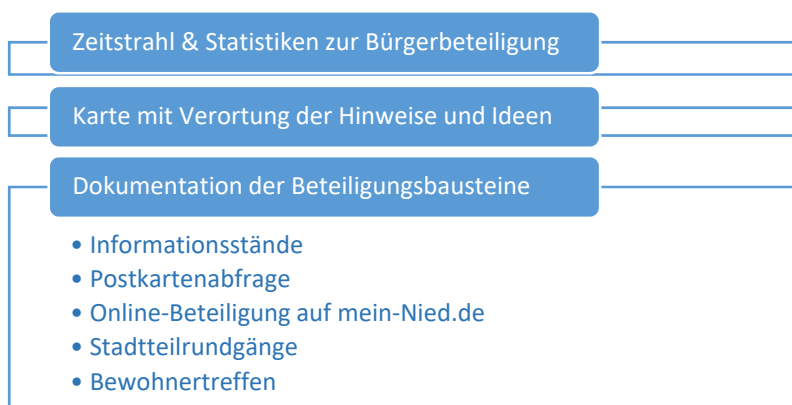 Zeitstrahl & Statistiken zur Bürgerbeteiligung
Karte mit Verortung der Hinweise und Ideen
Dokumentation der Beteiligungsbausteine
• Informationsstände
• Postkartenabfrage
• Online-Beteiligung auf mein-Nied.de
• Stadtteilrundgänge
• Bewohnertreffen